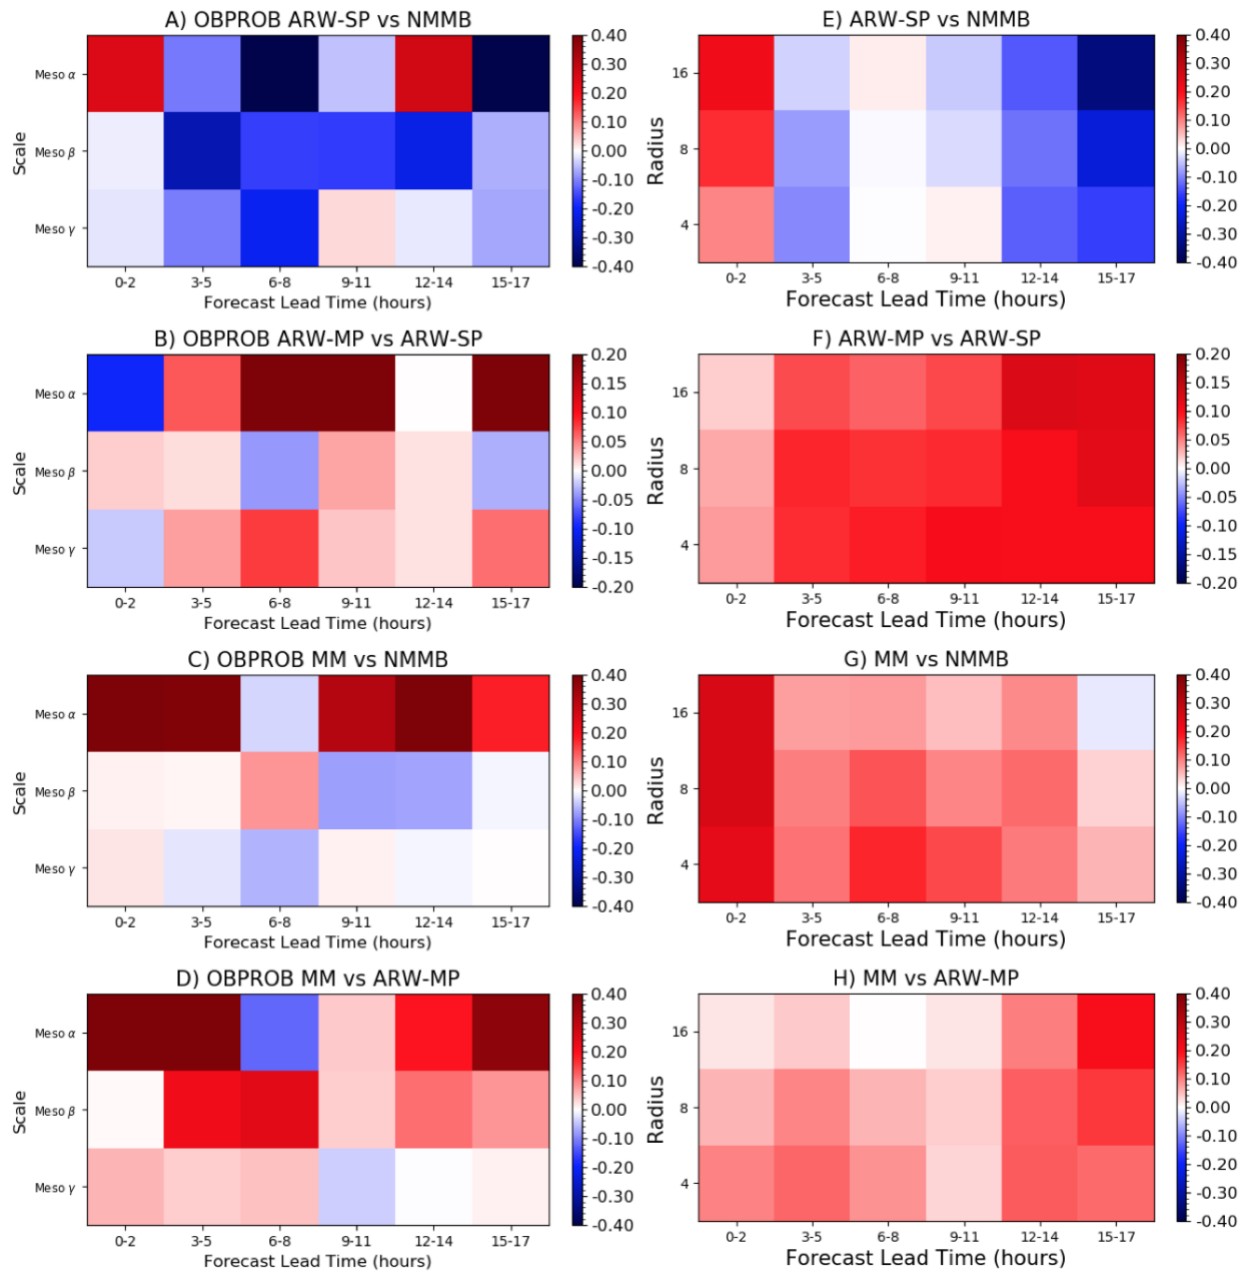 A) OBPROB ARW-SP vs NMMB
Scale
Meso α
Meso β
Meso γ
0-2 3-5 6-8 9-11 12-14 15-17
Forecast Lead Time (hours)
0.40
0.30
0.20
0.10
0.00
-0.10
-0.20
-0.30
-0.40
E) ARW-SP vs NMMB
Radius
16
8
4
0-2 3-5 6-8 9-11 12-14 15-17
Forecast Lead Time (hours)
0.40
0.30
0.20
0.10
0.00
-0.10
-0.20
-0.30
-0.40
B) OBPROB ARW-MP vs ARW-SP
Scale
Meso α
Meso β
Meso γ
0-2 3-5 6-8 9-11 12-14 15-17
Forecast Lead Time (hours)
0.20
0.15
0.10
0.05
0.00
-0.05
-0.10
-0.15
-0.20
F) ARW-MP vs ARW-SP
Radius
16
8
4
0-2 3-5 6-8 9-11 12-14 15-17
Forecast Lead Time (hours)
0.20
0.15
0.10
0.05
0.00
-0.05
-0.10
-0.15
-0.20
C) OBPROB MM vs NMMB
Scale
Meso α
Meso β
Meso γ
0-2 3-5 6-8 9-11 12-14 15-17
Forecast Lead Time (hours)
0.40
0.30
0.20
0.10
0.00
-0.10
-0.20
-0.30
-0.40
G) MM vs NMMB
Radius
16
8
4
0-2 3-5 6-8 9-11 12-14 15-17
Forecast Lead Time (hours)
0.40
0.30
0.20
0.10
0.00
-0.10
-0.20
-0.30
-0.40
D) OBPROB MM vs ARW-MP
Scale
Meso α
Meso β
Meso γ
0-2 3-5 6-8 9-11 12-14 15-17
Forecast Lead Time (hours)
0.40
0.30
0.20
0.10
0.00
-0.10
-0.20
-0.30
-0.40
H) MM vs ARW-MP
Radius
16
8
4
0-2 3-5 6-8 9-11 12-14 15-17
Forecast Lead Time (hours)
0.40
0.30
0.20
0.10
0.00
-0.10
-0.20
-0.30
-0.40